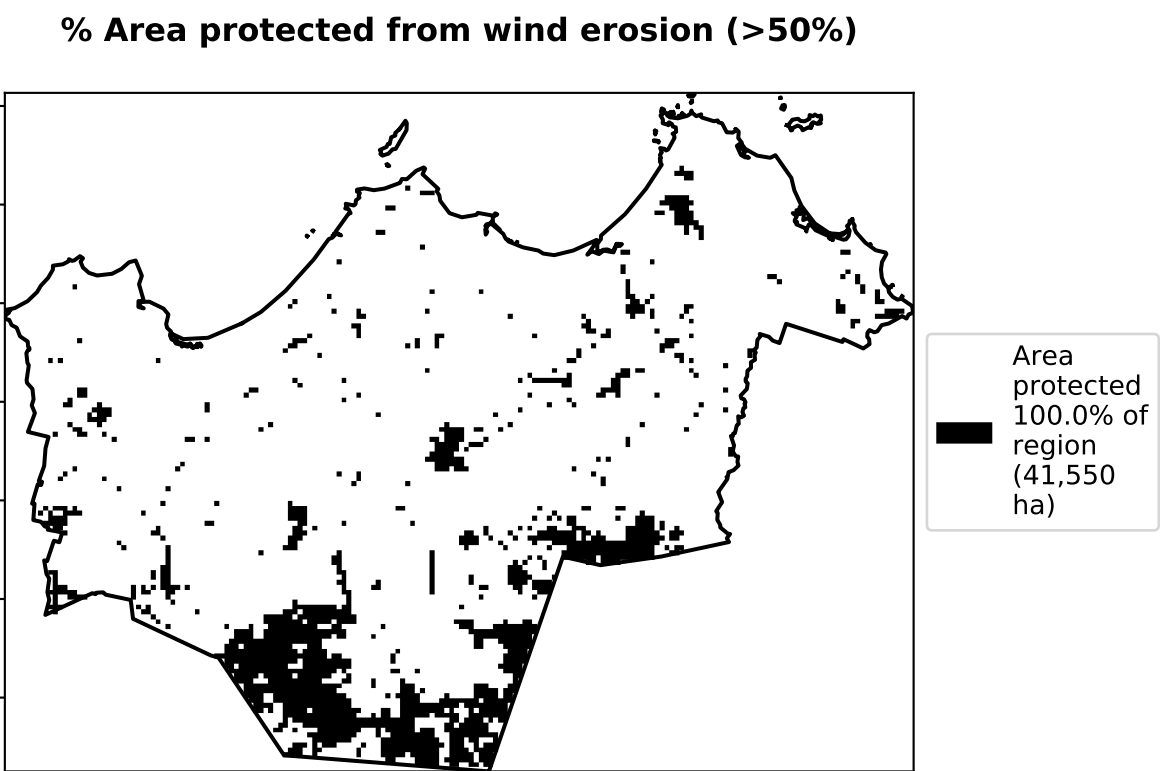 % Area protected from wind erosion (>50%)
Area
protected
100.0% of
region
(41,550
ha)